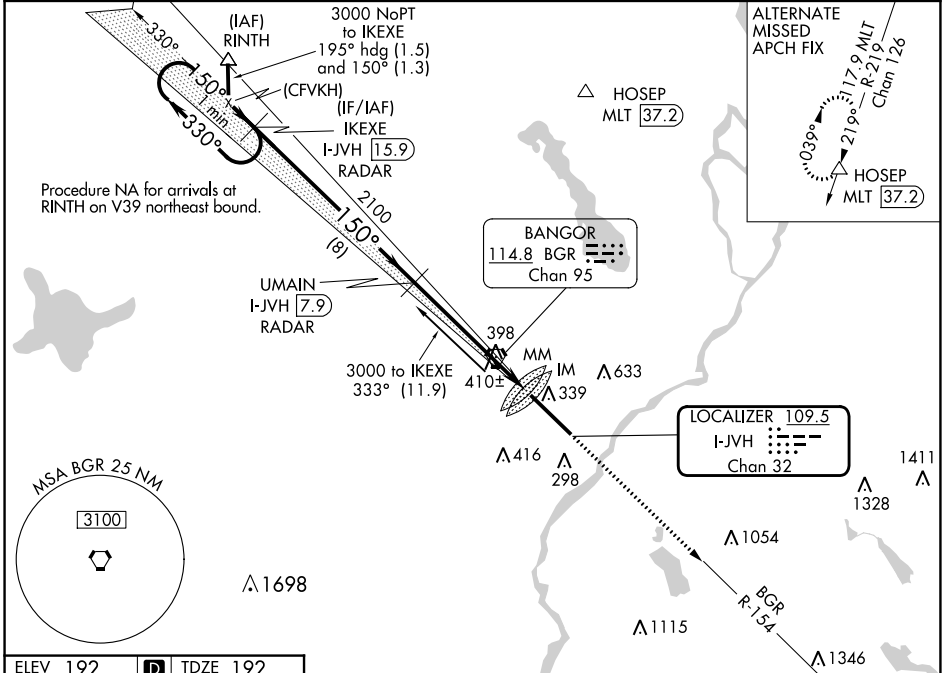 (IAF)
RINTH
3000 NoPT
to IKEXE
195° hdg (1.5)
and 150° (1.3)
330°
150°
1 min
330°
(CFVKH)
(IF/IAF)
IKEXE
I-JVH 15.9
RADAR
Procedure NA for arrivals at
RINTH on V39 northeast bound.
HOSEP
MLT 37.2
ALTERNATE
MISSED
APCH FIX
117.9 MLT
R-219
Chan 126
039°
219°
HOSEP
MLT 37.2
2100
150°
(8)
BANGOR
114.8 BGR
Chan 95
UMAIN
I-JVH 7.9
RADAR
3000 to IKEXE
333° (11.9)
398
410±
MM
IM
339
633
LOCALIZER 109.5
I-JVH
Chan 32
416
298
1411
1328
MSA BGR 25 NM
3100
1698
1054
BGR
R-154
1115
1346
ELEV 192
D
TDZE 192